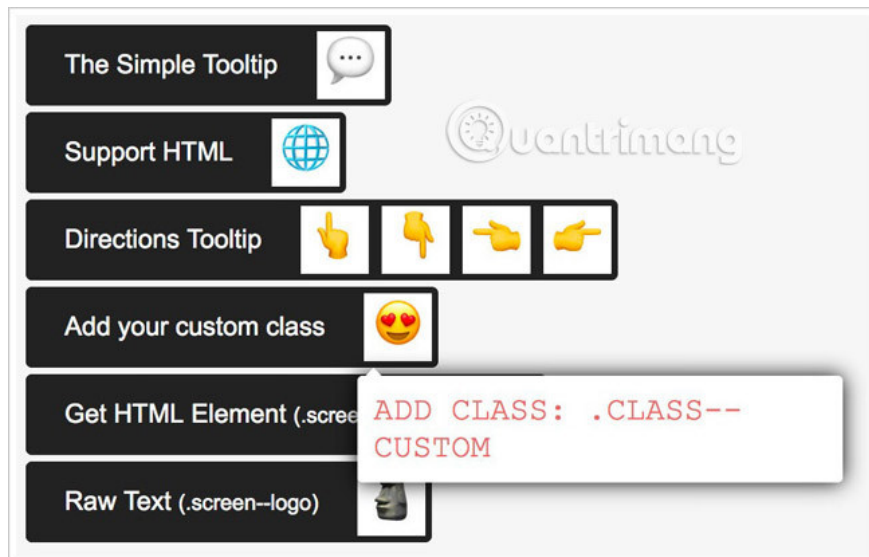 The Simple Tooltip
Support HTML
Quantrimang
Directions Tooltip
Add your custom class
Get HTML Element (.scree
ADD CLASS: .CLASS--
CUSTOM
Raw Text (.screen--logo)